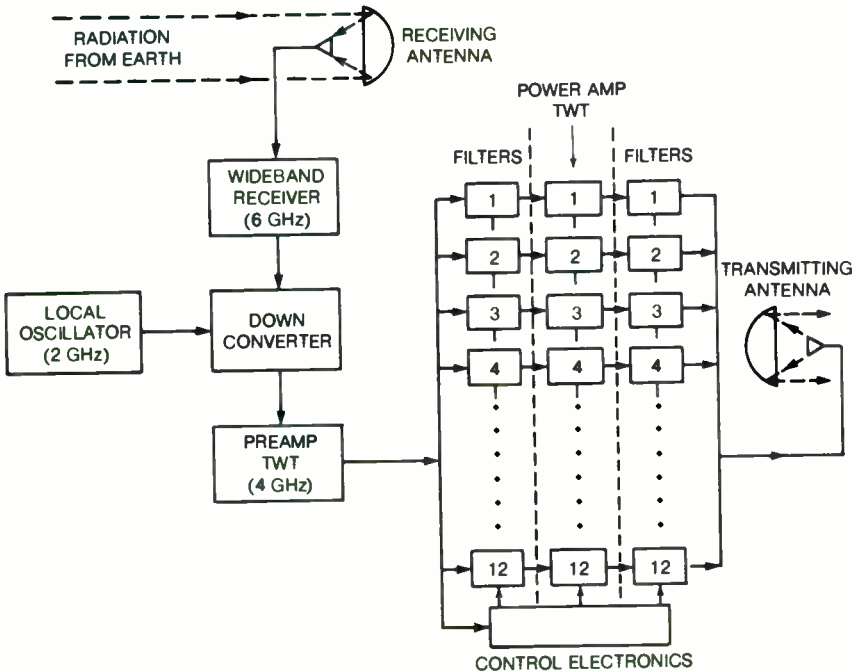 RADIATION
FROM EARTH
RECEIVING
ANTENNA
POWER AMP
TWT
FILTERS
FILTERS
WIDEBAND
RECEIVER
(6 GHz)
LOCAL
OSCILLATOR
(2 GHz)
DOWN
CONVERTER
PREAMP
TWT
(4 GHz)
1 1 1
2 2 2
3 3 3
4 4 4
12 12 12
TRANSMITTING
ANTENNA
CONTROL ELECTRONICS